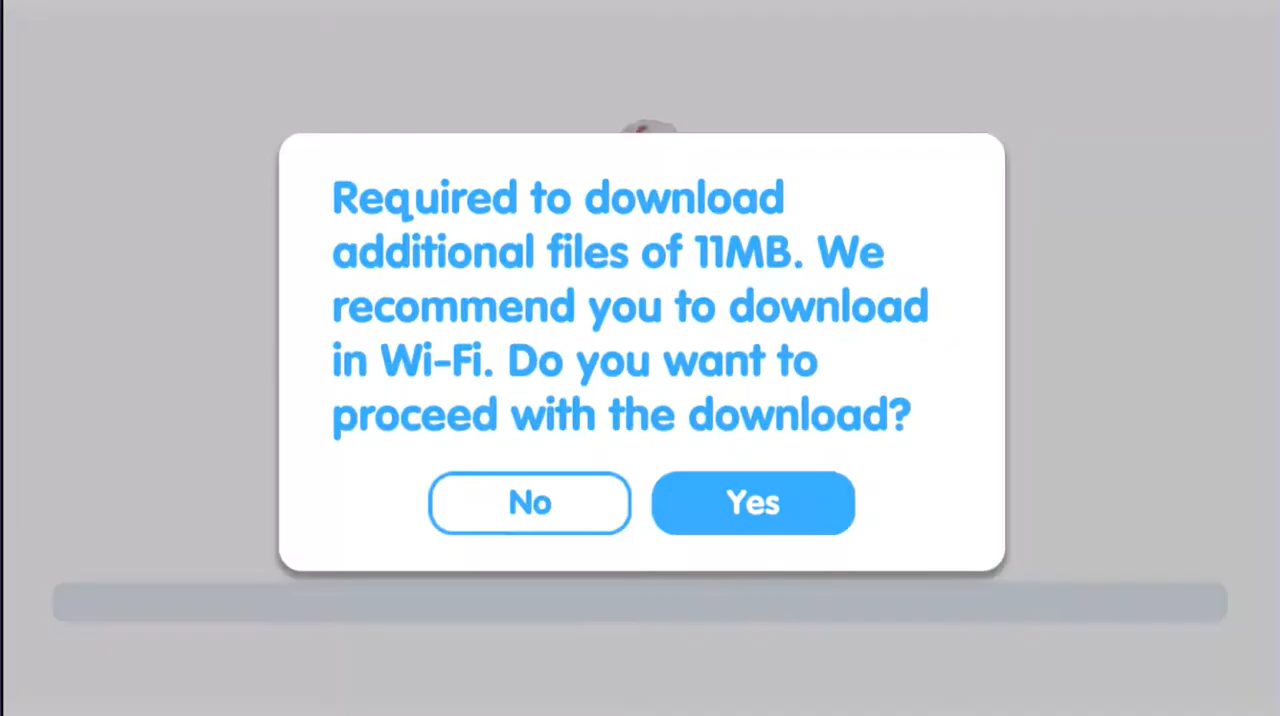 Required to download
additional files of 11MB. We
recommend you to download
in Wi-Fi. Do you want to
proceed with the download?
No
Yes